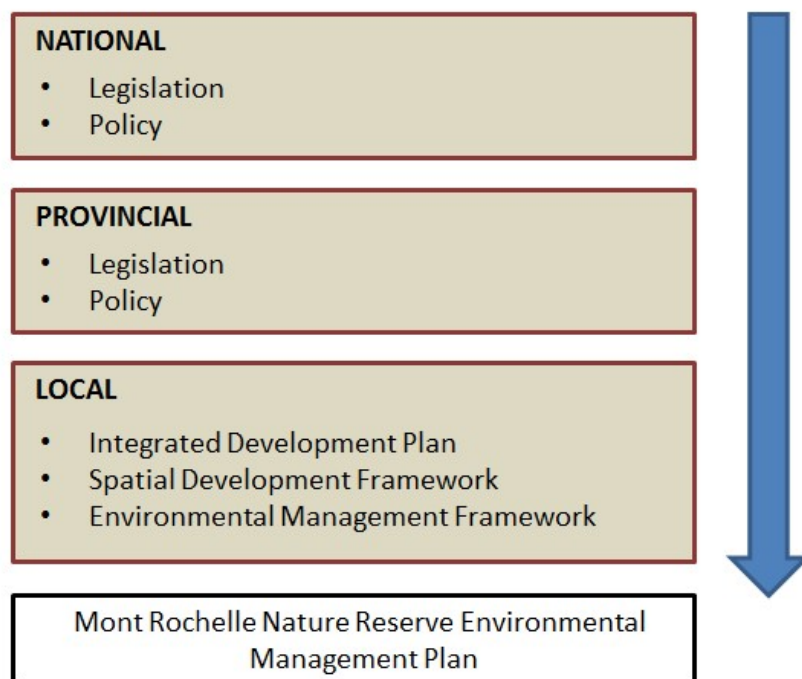 NATIONAL
• Legislation
• Policy
PROVINCIAL
• Legislation
• Policy
LOCAL
• Integrated Development Plan
• Spatial Development Framework
• Environmental Management Framework
Mont Rochelle Nature Reserve Environmental
Management Plan